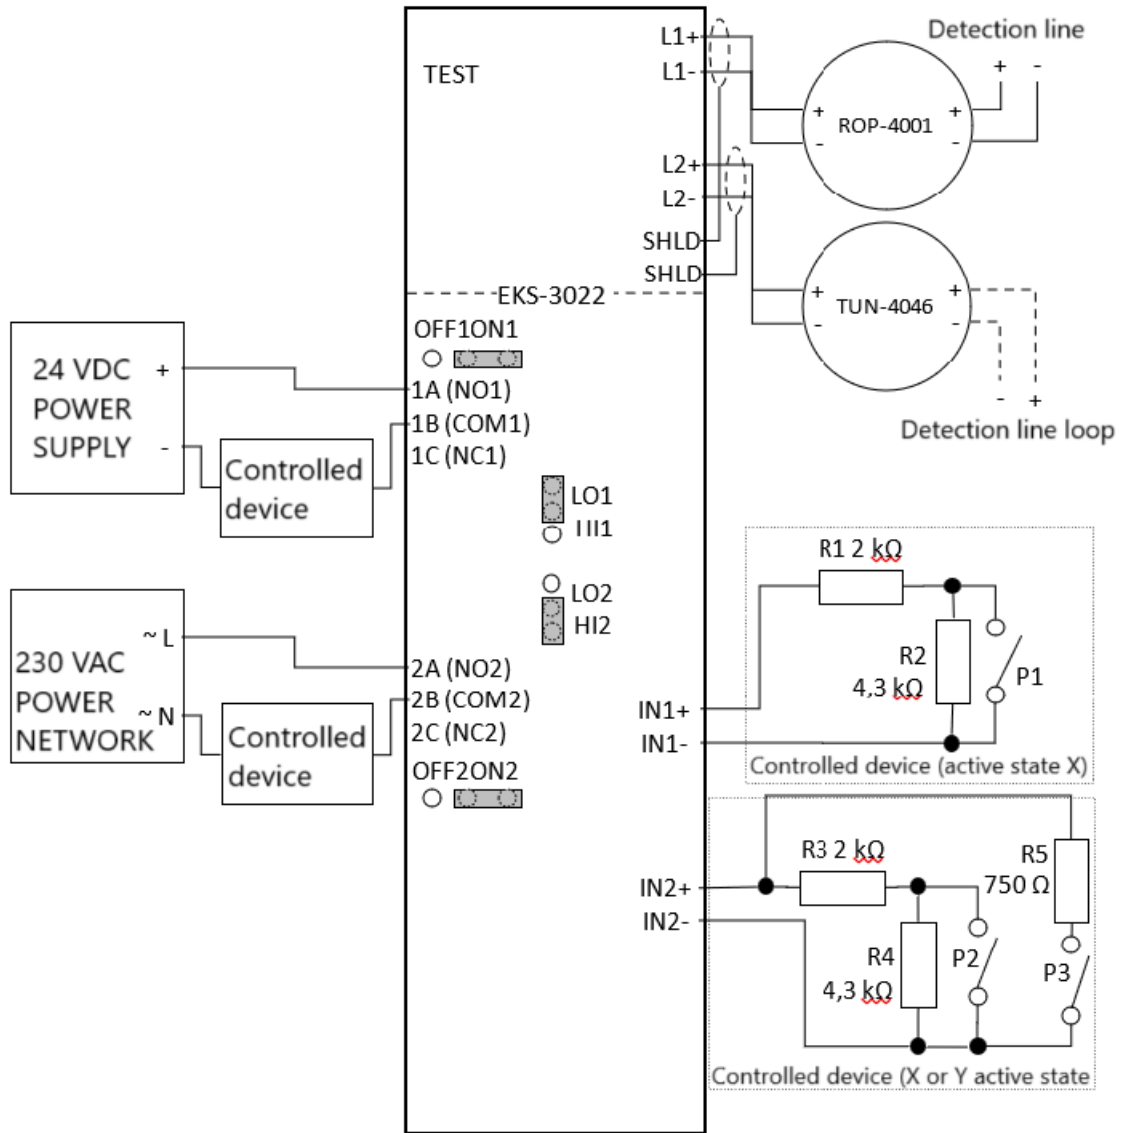 TEST
L1+
L1-
L2+
L2-
SHLD
SHLD
Detection line
+ -
+ ROP-4001 +
- -
+ TUN-4046 +
- -
- +
Detection line loop
EKS-3022
OFF1ON1
1A (NO1)
1B (COM1)
1C (NC1)
24 VDC +
POWER
SUPPLY -
Controlled
device
LO1
HI1
LO2
HI2
230 VAC ~ L
POWER ~ N
NETWORK
Controlled
device
2A (NO2)
2B (COM2)
2C (NC2)
OFF2ON2
R1 2 kΩ
R2
4,3 kΩ
P1
IN1+
IN1-
Controlled device (active state X)
R3 2 kΩ
R5
750 Ω
IN2+
IN2-
R4
4,3 kΩ
P2
P3
Controlled device (X or Y active state